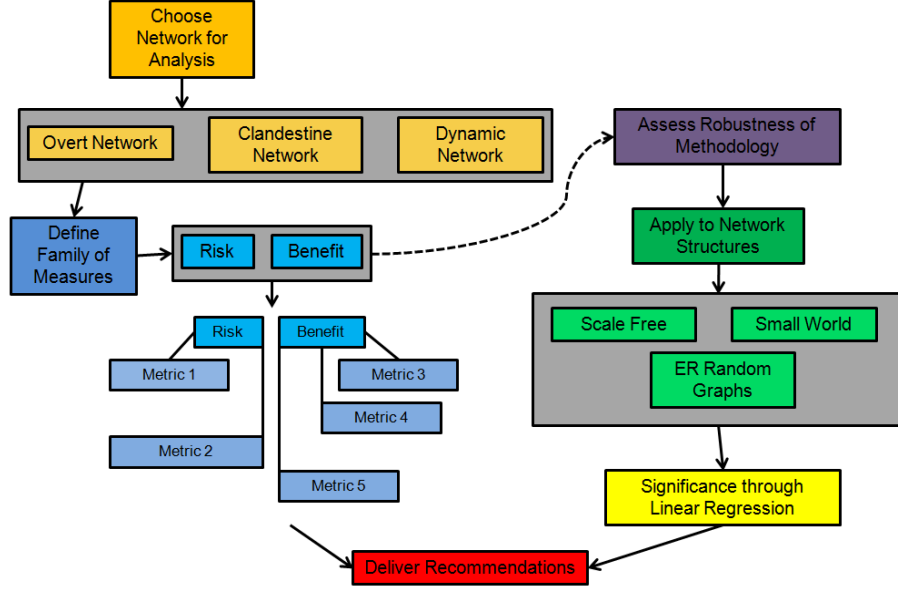 Choose
Network for
Analysis
Overt Network
Clandestine
Network
Dynamic
Network
Assess Robustness of
Methodology
Define
Family of
Measures
Risk
Benefit
Apply to Network
Structures
Risk
Benefit
Metric 1
Metric 3
Metric 4
Metric 2
Metric 5
Scale Free
Small World
ER Random
Graphs
Significance through
Linear Regression
Deliver Recommendations